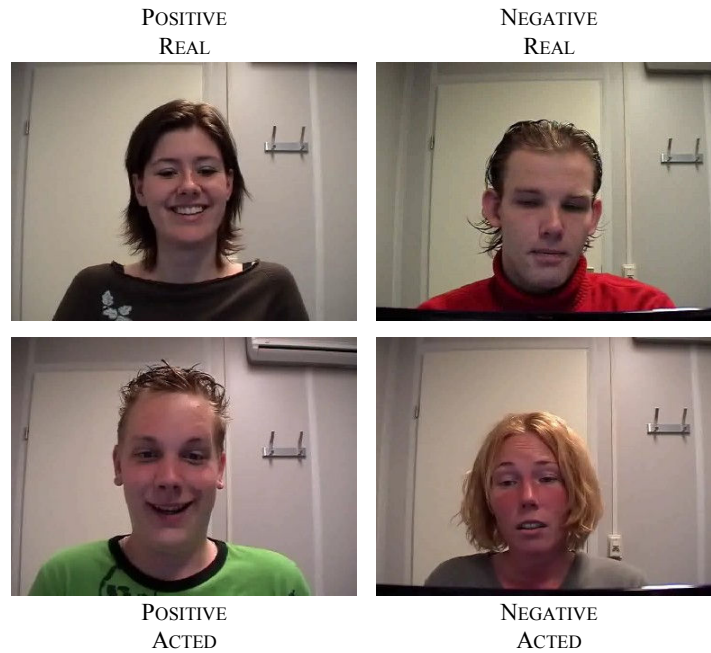 POSITIVE
REAL
NEGATIVE
REAL
POSITIVE
ACTED
NEGATIVE
ACTED